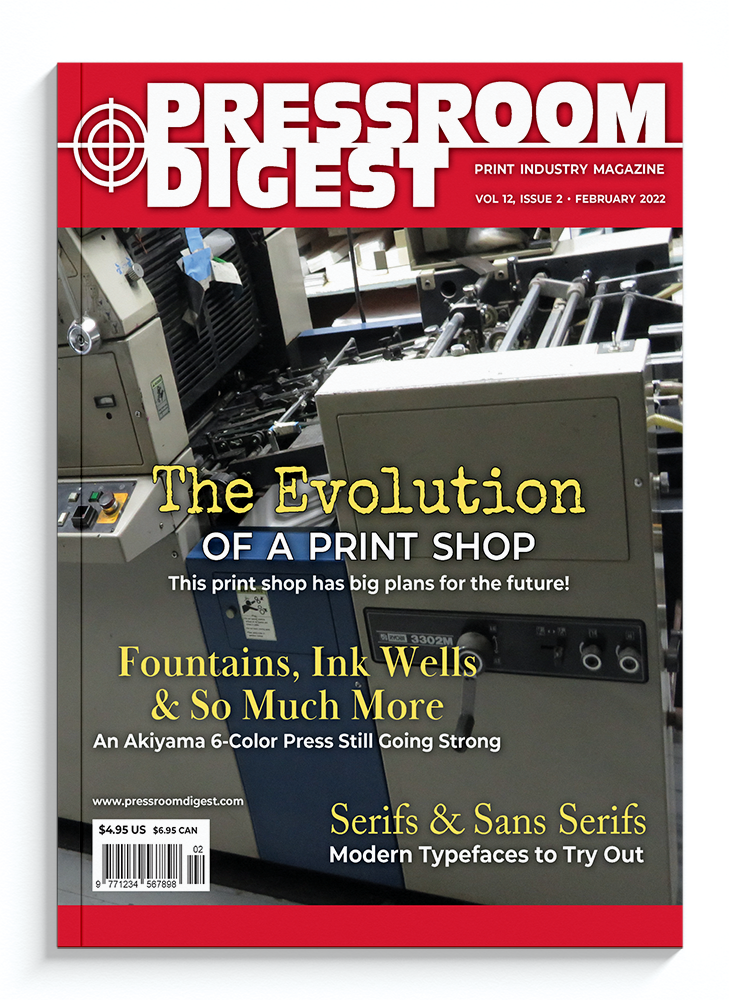 PRESSROOM
DIGEST
PRINT INDUSTRY MAGAZINE
VOL 12, ISSUE 2 • FEBRUARY 2022
The Evolution
OF A PRINT SHOP
This print shop has big plans for the future!
3302M
Fountains, Ink Wells
& So Much More
An Akiyama 6-Color Press Still Going Strong
www.pressroomdigest.com
$4.95 US $6.95 CAN
02
9 771234 567898
Serifs & Sans Serifs
Modern Typefaces to Try Out